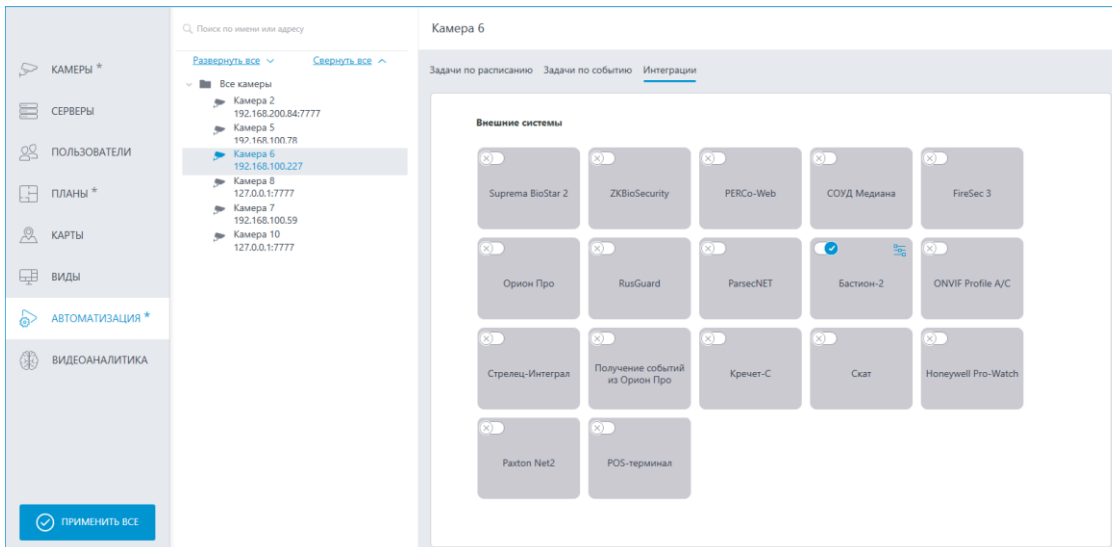 КАМЕРЫ *
СЕРВЕРЫ
ПОЛЬЗОВАТЕЛИ
ПЛАНЫ *
КАРТЫ
ВИДЫ
АВТОМАТИЗАЦИЯ *
ВИДЕОАНАЛИТИКА
ПРИМЕНИТЬ ВСЕ
Поиск по имени или адресу
Развернуть все Свернуть все
Все камеры
Камера 2
192.168.200.84:7777
Камера 5
192.168.100.78
Камера 6
192.168.100.227
Камера 8
127.0.0.1:7777
Камера 7
192.168.100.59
Камера 10
127.0.0.1:7777
Камера 6
Задачи по расписанию Задачи по событию Интеграции
Внешние системы
Suprema BioStar 2
ZKBioSecurity
PERCo-Web
СОУД Медиана
FireSec 3
Орион Про
RusGuard
ParsecNET
Бастион-2
ONVIF Profile A/C
Стрелец-Интеграл
Получение событий
из Орион Про
Кречет-С
Скат
Honeywell Pro-Watch
Paxton Net2
POS-терминал